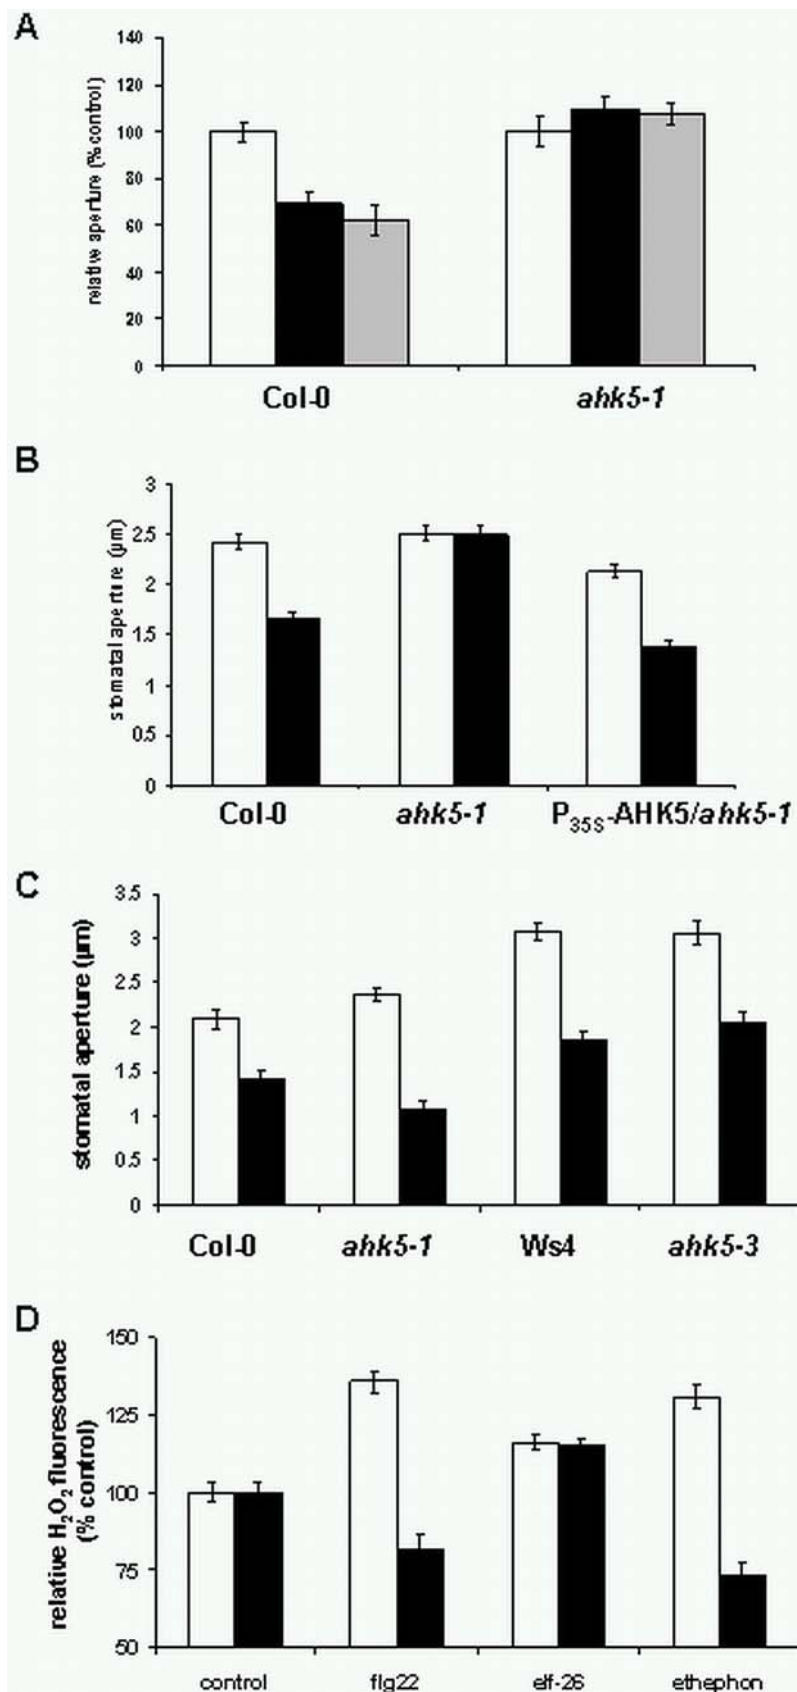 A
140
120
100
80
60
40
20
0
relative aperture (% control)
Col-0 ahk5-1
B
3
2.5
2
1.5
1
0.5
0
stomatal aperture (µm)
Col-0 ahk5-1 P35S-AHK5/ahk5-1
C
3.5
3
2.5
2
1.5
1
0.5
0
stomatal aperture (µm)
Col-0 ahk5-1 Ws4 ahk5-3
D
150
125
100
75
50
relative H2O2 fluorescence
(% control)
control flg22 elf-26 ethephon